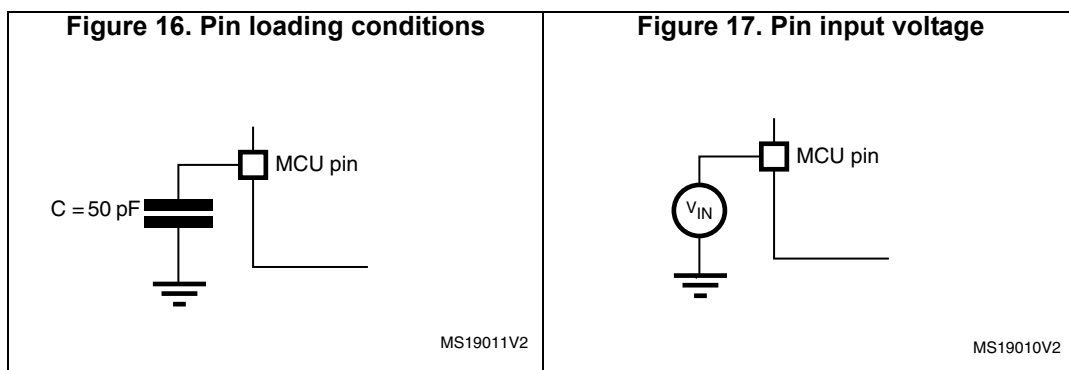 Figure 16. Pin loading conditions
MCU pin
C = 50 pF
MS19011V2
Figure 17. Pin input voltage
MCU pin
VIN
MS19010V2